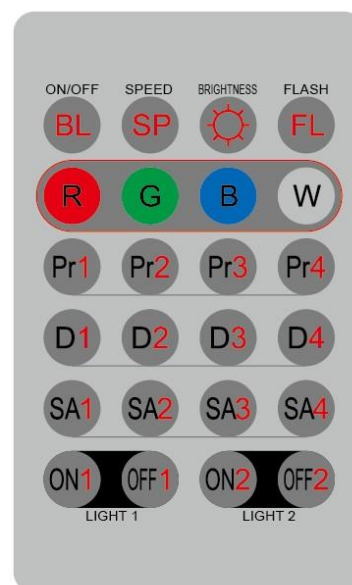 ON/OFF SPEED BRIGHTNESS FLASH
BL SP FL
R G B W
Pr1 Pr2 Pr3 Pr4
D1 D2 D3 D4
SA1 SA2 SA3 SA4
ON1 OFF1 ON2 OFF2
LIGHT 1 LIGHT 2